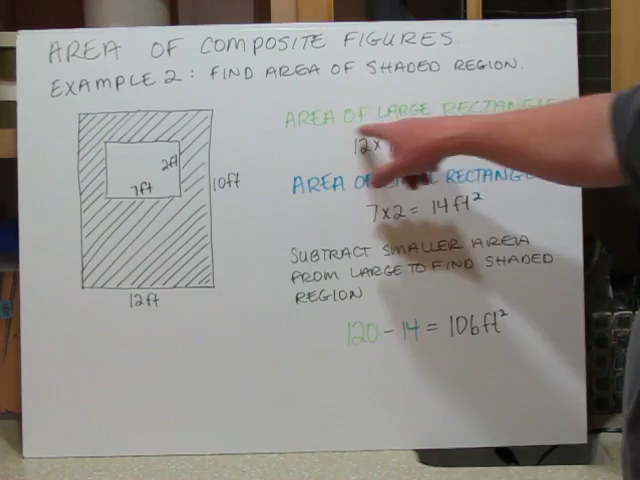 AREA OF COMPOSITE FIGURES.
EXAMPLE 2: FIND AREA OF SHADED REGION.
2ft
7ft
10ft
12ft
AREA OF LARGE RECTANGLE
12 x
AREA OF RECTANGLE
7 x 2 = 14 ft²
SUBTRACT SMALLER AREA
FROM LARGE TO FIND SHADED
REGION
120 - 14 = 106 ft²